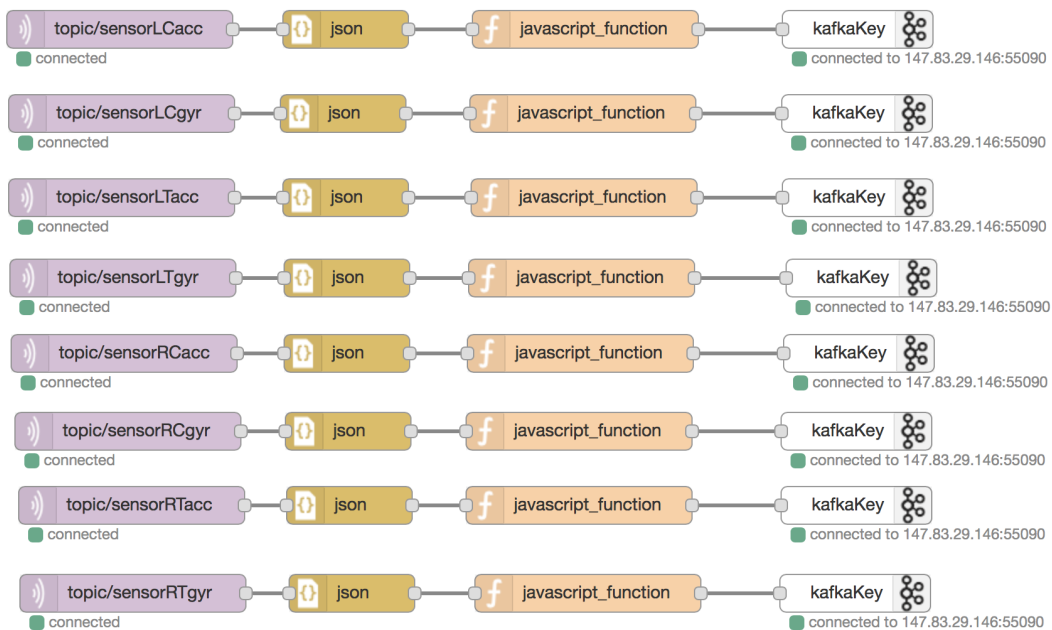 topic/sensorLCacc json javascript_function kafkaKey
connected connected to 147.83.29.146:55090
topic/sensorLCgyr json javascript_function kafkaKey
connected connected to 147.83.29.146:55090
topic/sensorLTacc json javascript_function kafkaKey
connected connected to 147.83.29.146:55090
topic/sensorLTgyr json javascript_function kafkaKey
connected connected to 147.83.29.146:55090
topic/sensorRCacc json javascript_function kafkaKey
connected connected to 147.83.29.146:55090
topic/sensorRCgyr json javascript_function kafkaKey
connected connected to 147.83.29.146:55090
topic/sensorRTacc json javascript_function kafkaKey
connected connected to 147.83.29.146:55090
topic/sensorRTgyr json javascript_function kafkaKey
connected connected to 147.83.29.146:55090